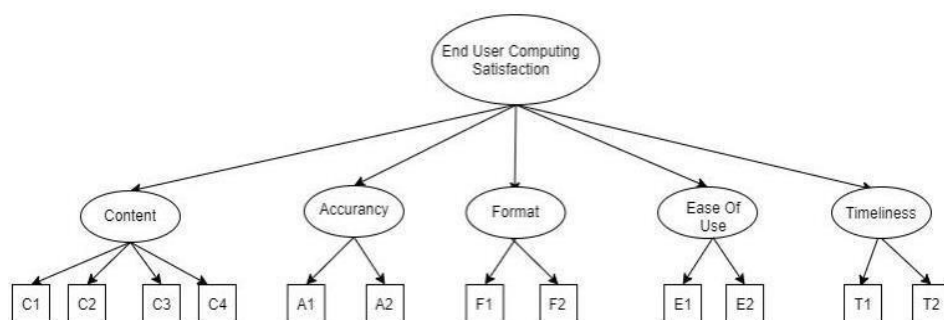 End User Computing
Satisfaction
Content
Accurancy
Format
Ease Of
Use
Timeliness
C1
C2
C3
C4
A1
A2
F1
F2
E1
E2
T1
T2